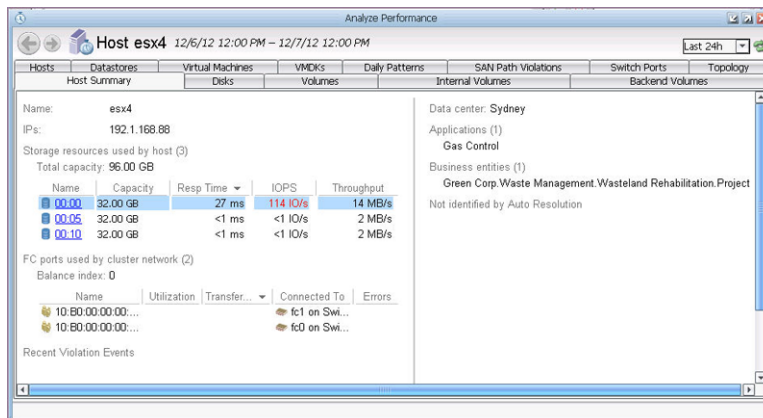 Analyze Performance
Host esx4 12/6/12 12:00 PM – 12/7/12 12:00 PM
Last 24h
Hosts Datastores Virtual Machines VMDKs Daily Patterns SAN Path Violations Switch Ports Topology
Host Summary Disks Volumes Internal Volumes Backend Volumes
Name: esx4
IPs: 192.1.168.88
Storage resources used by host (3)
Total capacity: 96.00 GB
Name Capacity Resp Time IOPS Throughput
00:00 32.00 GB 27 ms 114 IO/s 14 MB/s
00:05 32.00 GB <1 ms <1 IO/s 2 MB/s
00:10 32.00 GB <1 ms <1 IO/s 2 MB/s
FC ports used by cluster network (2)
Balance index: 0
Name Utilization Transfer... Connected To Errors
10:B0:00:00:00:... fc1 on Swi...
10:B0:00:00:00:... fc0 on Swi...
Recent Violation Events
Data center: Sydney
Applications (1)
Gas Control
Business entities (1)
Green Corp.Waste Management.Wasteland Rehabilitation.Project
Not identified by Auto Resolution